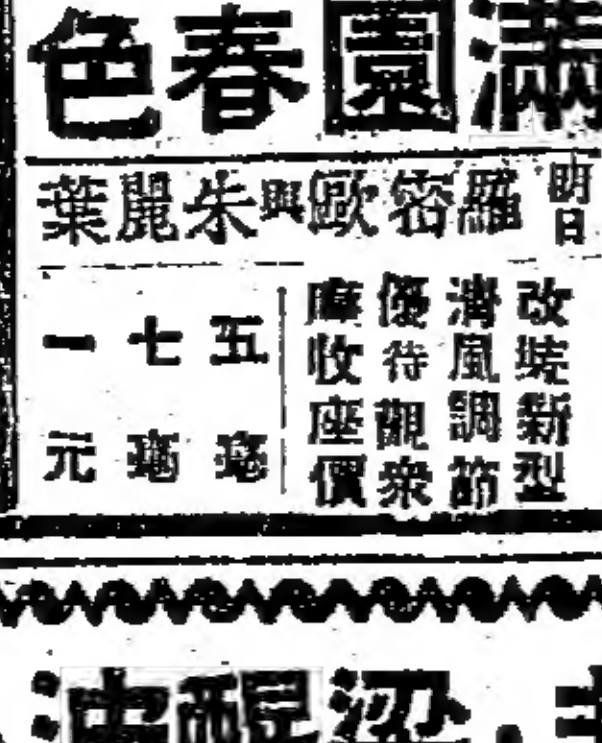 滿園春色
明日
羅密歐與朱麗葉
改裝新型
清風調節
優待觀衆
廉收座價
五毫
七毫
一元